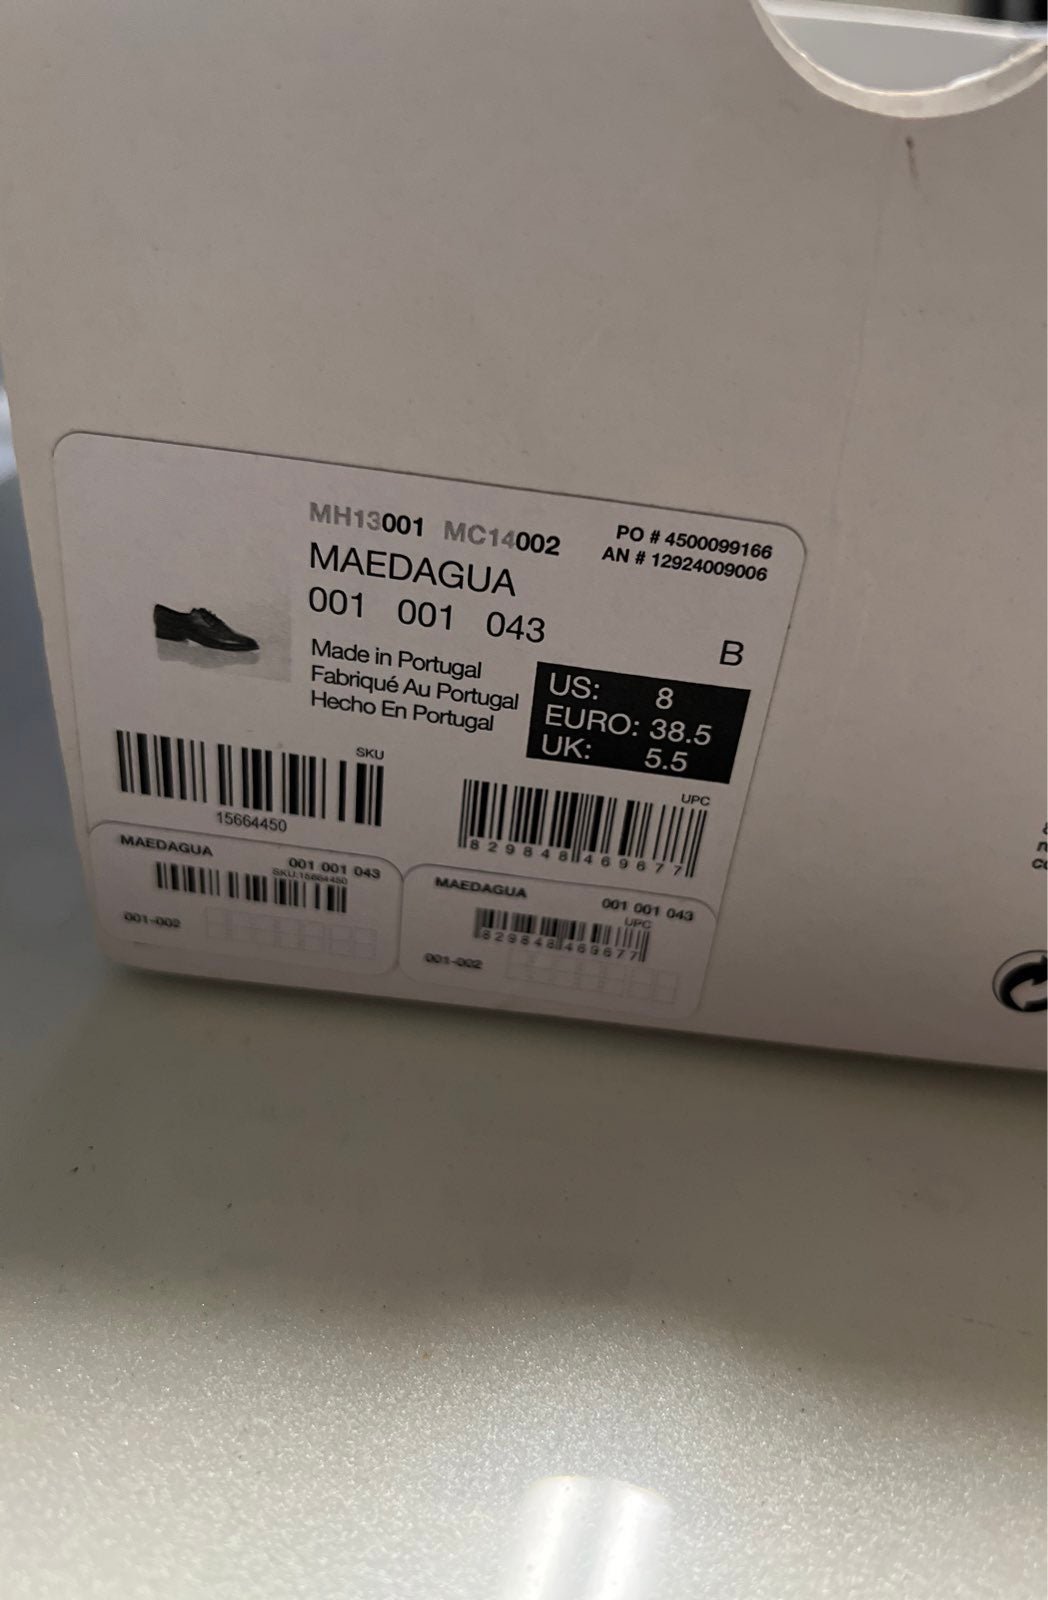 MH13001 MC14002
PO # 4500099166
AN # 12924009006
MAEDAGUA
001 001 043
B
Made in Portugal
Fabriqué Au Portugal
Hecho En Portugal
US: 8
EURO: 38.5
UK: 5.5
SKU
15664450
UPC
829848469677
MAEDAGUA
001 001 043
SKU:15664450
001-002
MAEDAGUA
001 001 043
UPC
829848469677
001-002